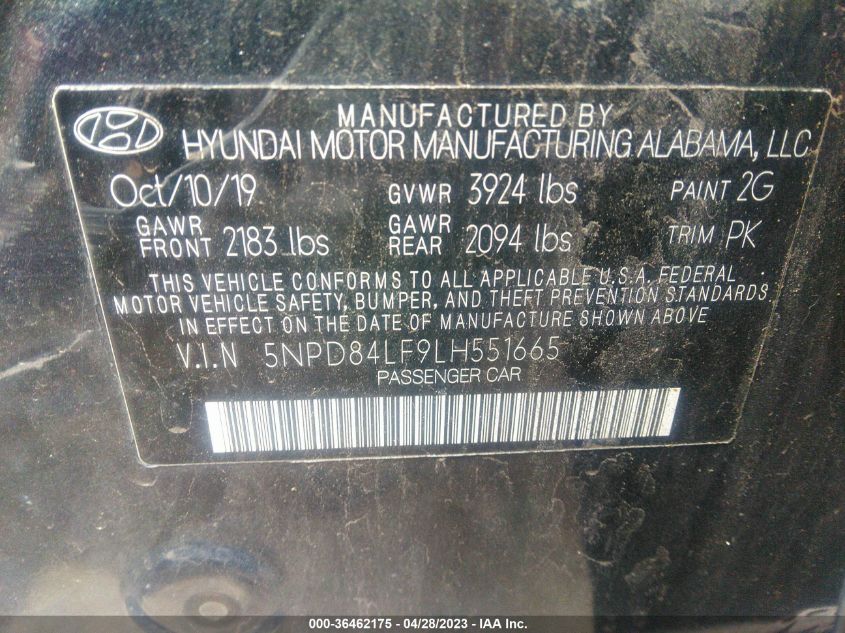 MANUFACTURED BY
HYUNDAI MOTOR MANUFACTURING ALABAMA, LLC
Oct/10/19 GVWR 3924 lbs PAINT 2G
GAWR FRONT 2183 lbs GAWR REAR 2094 lbs TRIM PK
THIS VEHICLE CONFORMS TO ALL APPLICABLE U.S.A. FEDERAL
MOTOR VEHICLE SAFETY, BUMPER, AND THEFT PREVENTION STANDARDS
IN EFFECT ON THE DATE OF MANUFACTURE SHOWN ABOVE
V.I.N 5NPD84LF9LH551665
PASSENGER CAR
000-36462175 - 04/28/2023 - IAA Inc.